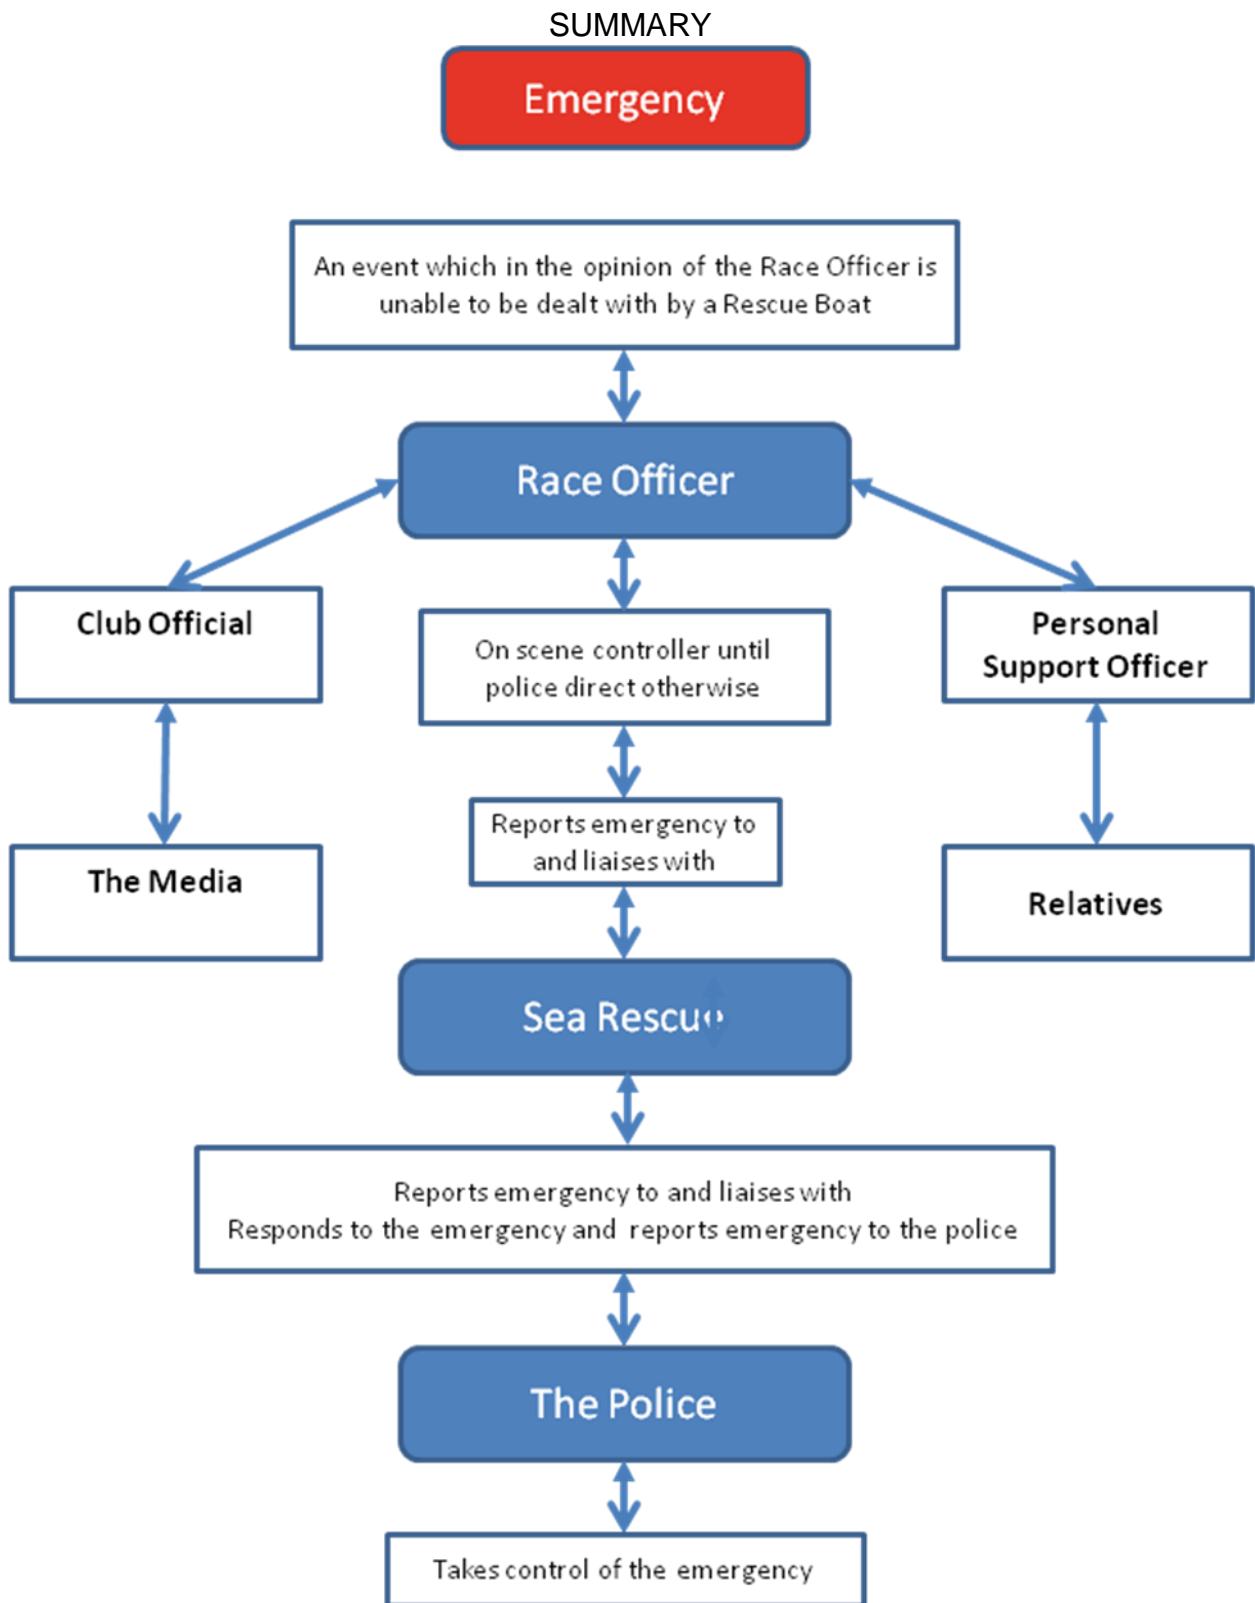 SUMMARY
Emergency
An event which in the opinion of the Race Officer is
unable to be dealt with by a Rescue Boat
Race Officer
Club Official
On scene controller until
police direct otherwise
Personal
Support Officer
Reports emergency to
and liaises with
The Media
Relatives
Sea Rescue
Reports emergency to and liaises with
Responds to the emergency and reports emergency to the police
The Police
Takes control of the emergency